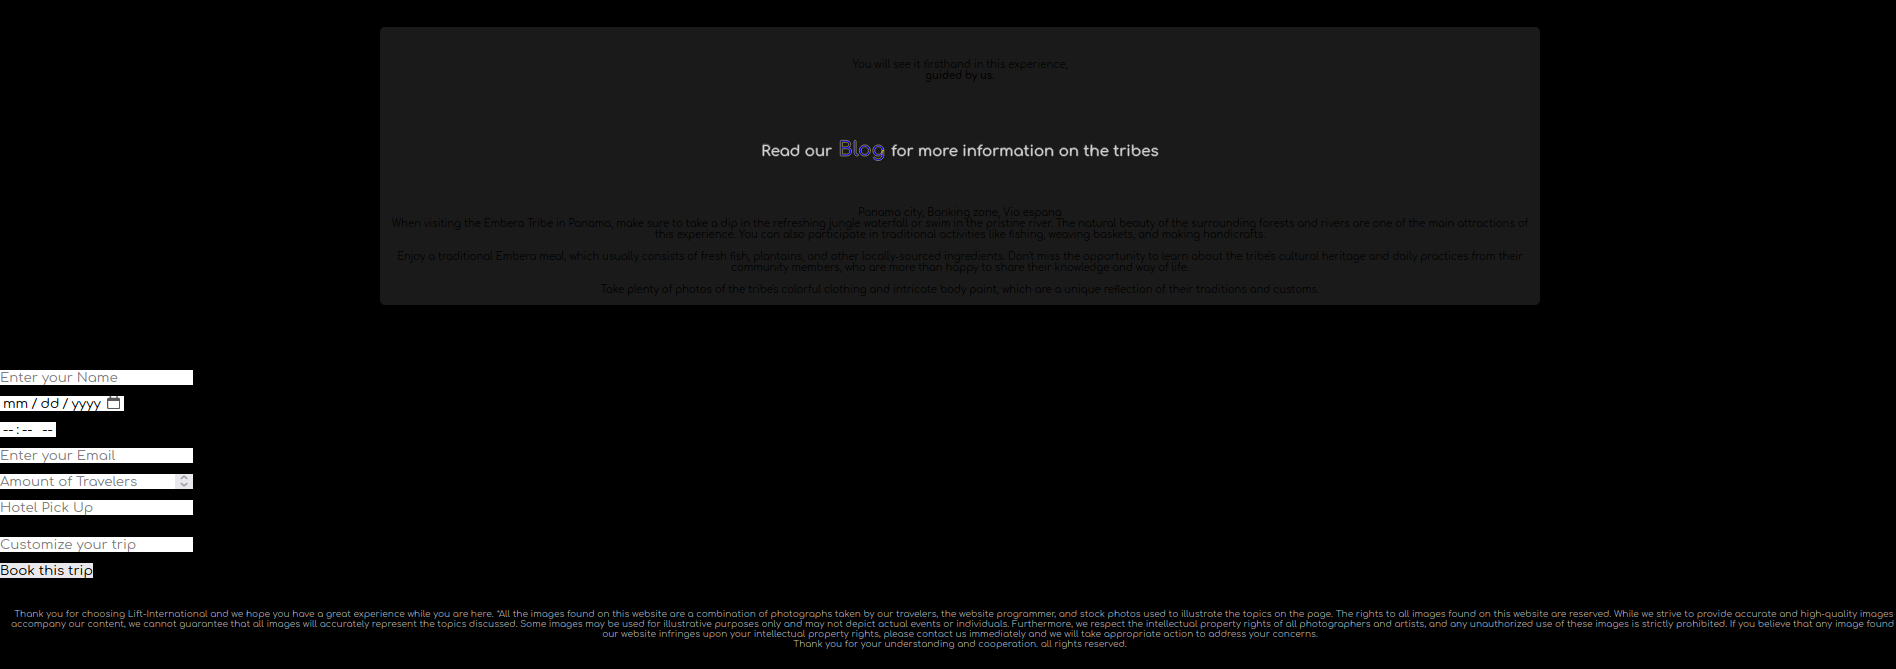 You will see it firsthand in this experience,
guided by us.
Read our Blog for more information on the tribes
Panama city, Banking zone, Via espana
When visiting the Embera Tribe in Panama, make sure to take a dip in the refreshing jungle waterfall or swim in the pristine river. The natural beauty of the surrounding forests and rivers are one of the main attractions of
this experience. You can also participate in traditional activities like fishing, weaving baskets, and making handicrafts.
Enjoy a traditional Embera meal, which usually consists of fresh fish, plantains, and other locally-sourced ingredients. Don't miss the opportunity to learn about the tribe's cultural heritage and daily practices from their
community members, who are more than happy to share their knowledge and way of life.
Take plenty of photos of the tribe's colorful clothing and intricate body paint, which are a unique reflection of their traditions and customs.
Enter your Name
mm / dd / yyyy
-- : -- --
Enter your Email
Amount of Travelers
Hotel Pick Up
Customize your trip
Book this trip
Thank you for choosing Lift-International and we hope you have a great experience while you are here. "All the images found on this website are a combination of photographs taken by our travelers, the website programmer, and stock photos used to illustrate the topics on the page. The rights to all images found on this website are reserved. While we strive to provide accurate and high-quality images
accompany our content, we cannot guarantee that all images will accurately represent the topics discussed. Some images may be used for illustrative purposes only and may not depict actual events or individuals. Furthermore, we respect the intellectual property rights of all photographers and artists, and any unauthorized use of these images is strictly prohibited. If you believe that any image found
our website infringes upon your intellectual property rights, please contact us immediately and we will take appropriate action to address your concerns.
Thank you for your understanding and cooperation. all rights reserved.